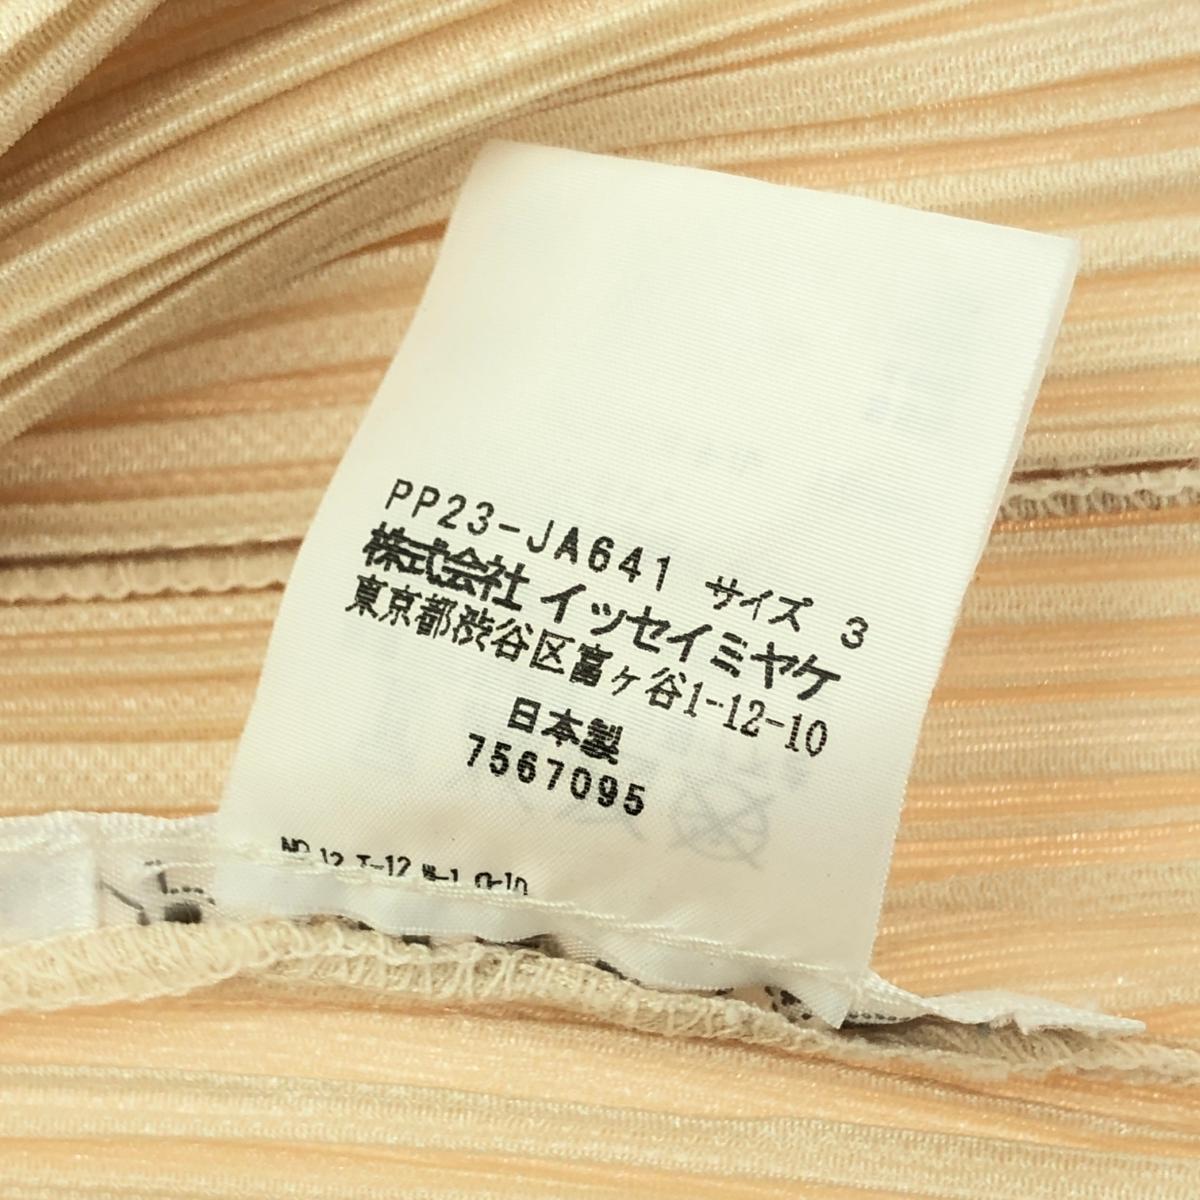 PP23-JA641 サイズ 3
株式会社 イッセイミヤケ
東京都渋谷区富ヶ谷1-12-10
日本製
7567095